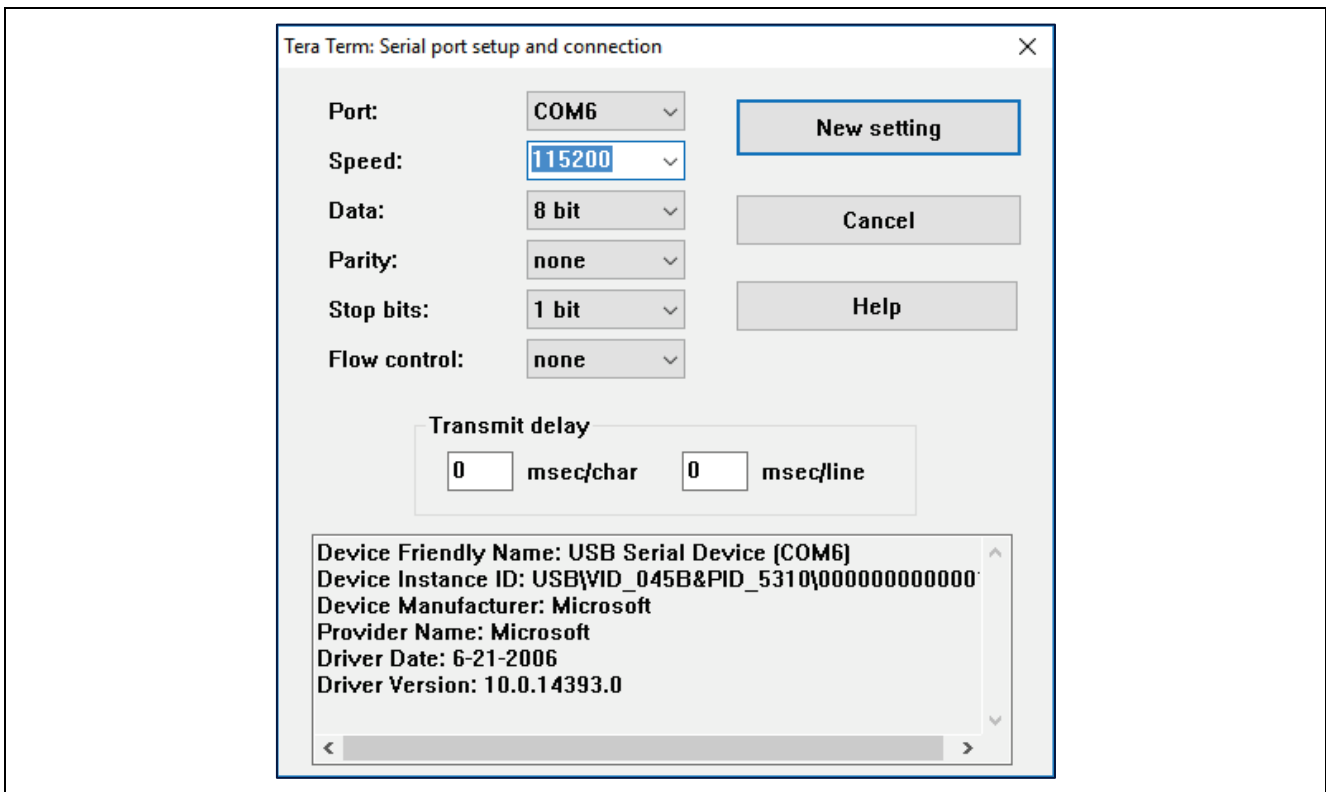 Tera Term: Serial port setup and connection
Port: COM6
New setting
Speed: 115200
Data: 8 bit
Cancel
Parity: none
Stop bits: 1 bit
Help
Flow control: none
Transmit delay
0 msec/char 0 msec/line
Device Friendly Name: USB Serial Device (COM6)
Device Instance ID: USB\VID_045B&PID_5310\000000000000
Device Manufacturer: Microsoft
Provider Name: Microsoft
Driver Date: 6-21-2006
Driver Version: 10.0.14393.0